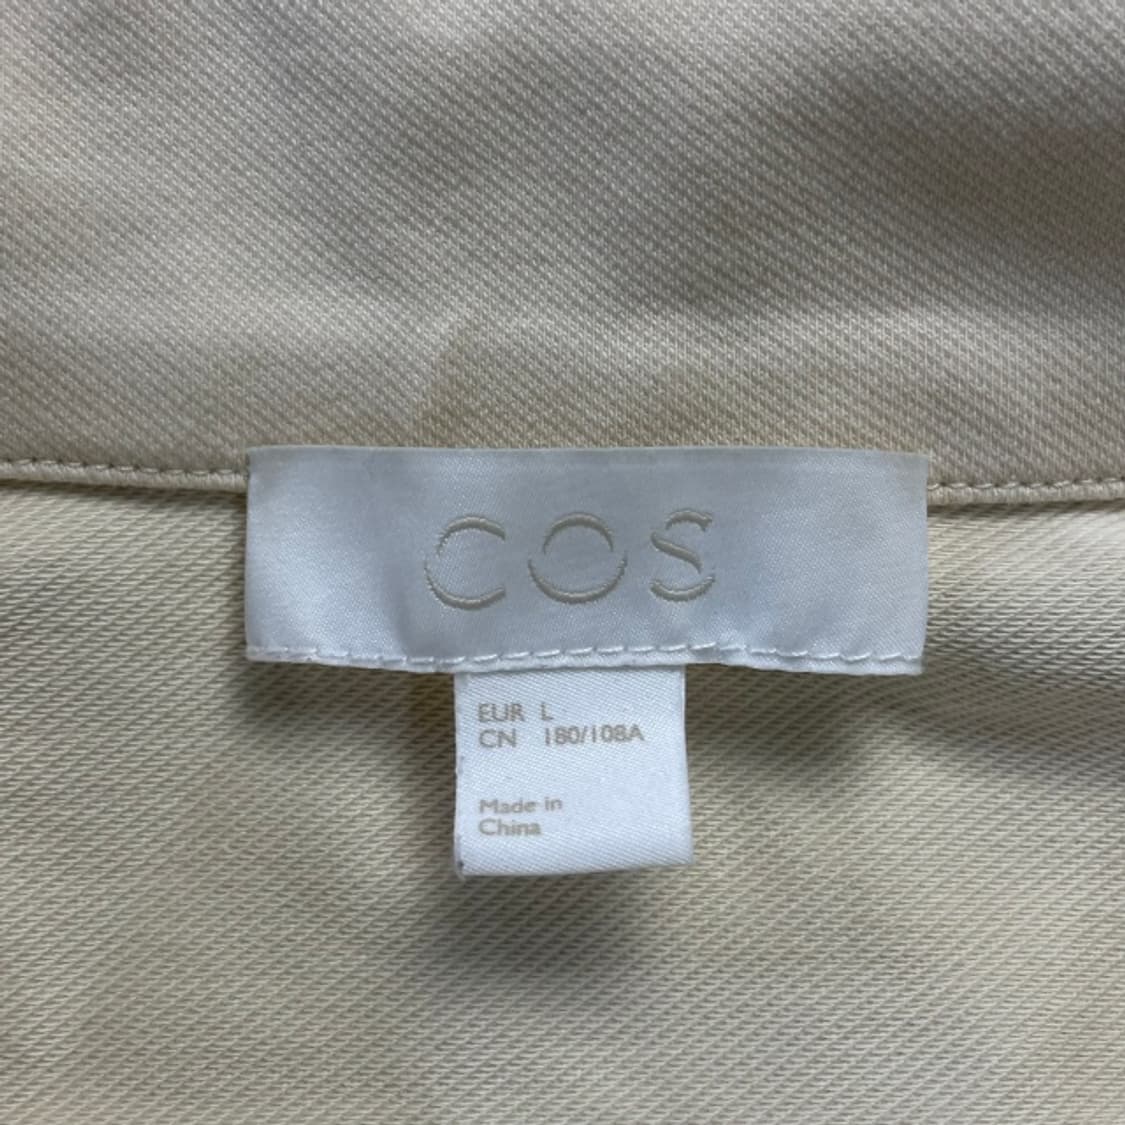 COS
EUR L
CN 180/108A
Made in
China